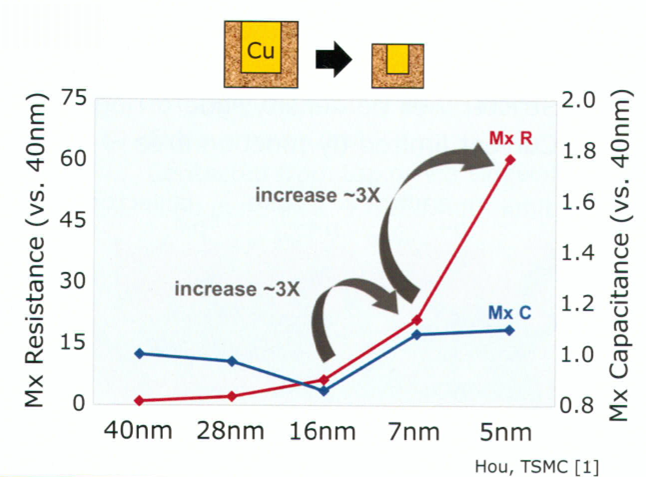 Cu
Mx Resistance (vs. 40nm)
75
60
45
30
15
0
Mx R
increase ~3X
increase ~3X
Mx C
2.0
1.8
1.6
1.4
1.2
1.0
0.8
Mx Capacitance (vs. 40nm)
40nm 28nm 16nm 7nm 5nm
Hou, TSMC [1]